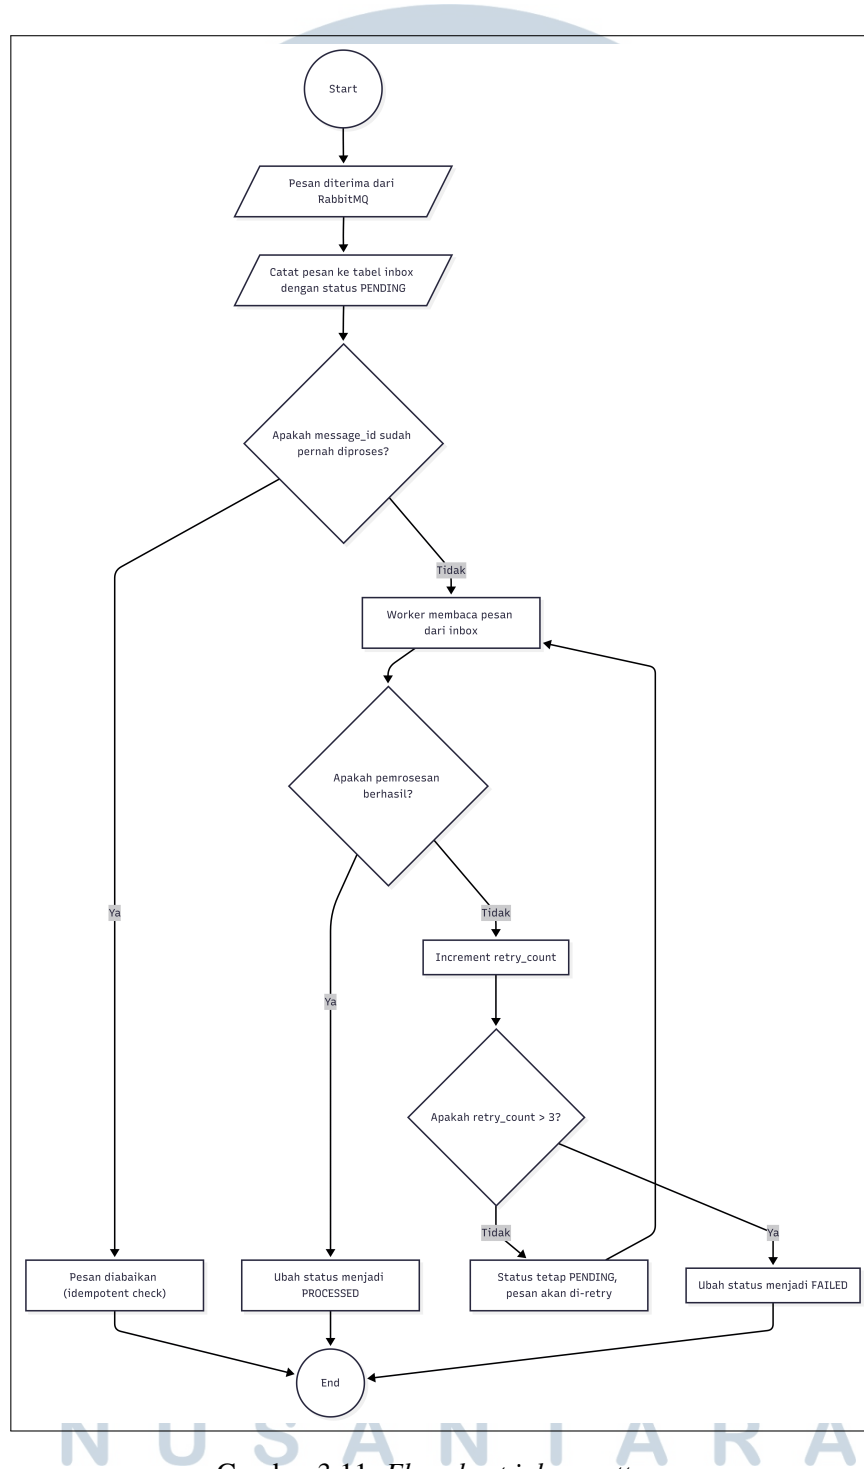 Start
Pesan diterima dari
RabbitMQ
Catat pesan ke tabel inbox
dengan status PENDING
Apakah message_id sudah
pernah diproses?
Tidak
Worker membaca pesan
dari inbox
Apakah pemrosesan
berhasil?
Ya
Tidak
Increment retry_count
Ya
Apakah retry_count > 3?
Tidak
Ya
Pesan diabaikan
(idempotent check)
Ubah status menjadi
PROCESSED
Status tetap PENDING,
pesan akan di-retry
Ubah status menjadi FAILED
End
NUSANTARA
3.11.